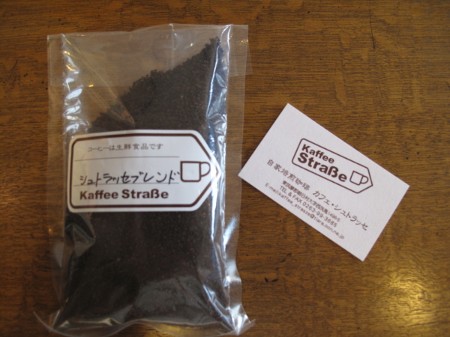 コーヒーは生鮮食品です
シュトラッセブレンド
Kaffee Straße
Kaffee
Straße
自家焙煎珈琲 カフェ・シュトラッセ